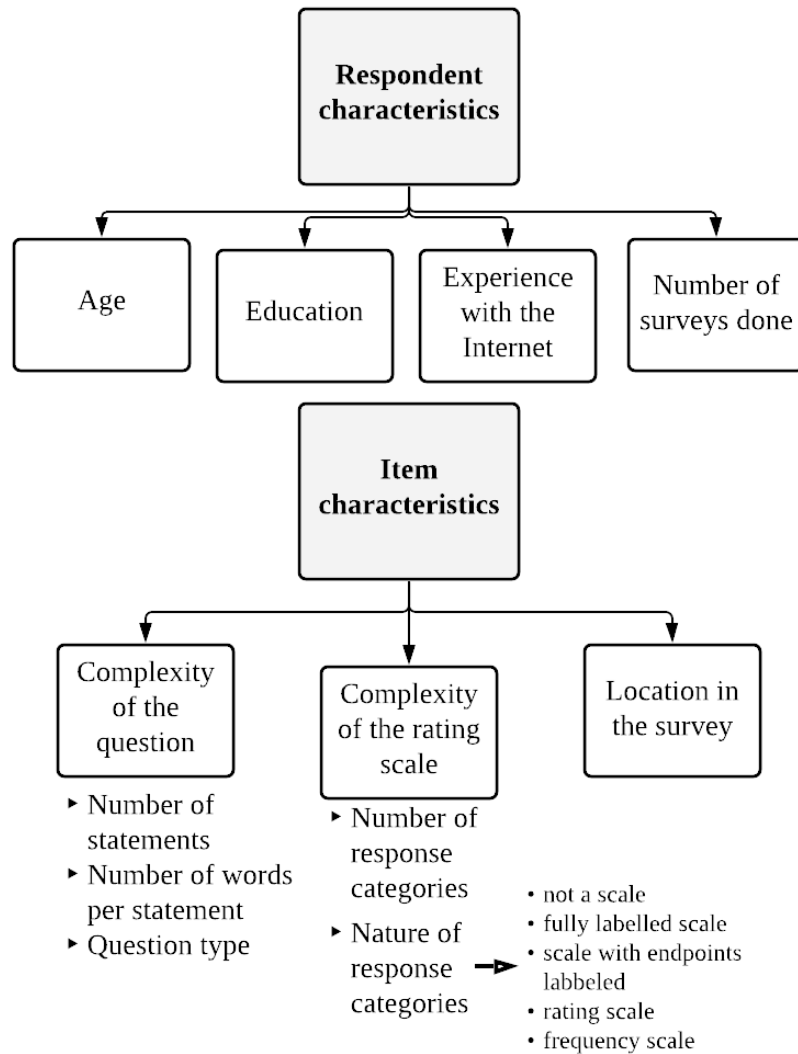 Respondent
characteristics
Age
Education
Experience
with the
Internet
Number of
surveys done
Item
characteristics
Complexity
of the
question
‣ Number of
statements
‣ Number of words
per statement
‣ Question type
Complexity
of the rating
scale
‣ Number of
response
categories
‣ Nature of
response
categories
• not a scale
• fully labelled scale
• scale with endpoints
labbeled
• rating scale
• frequency scale
Location in
the survey